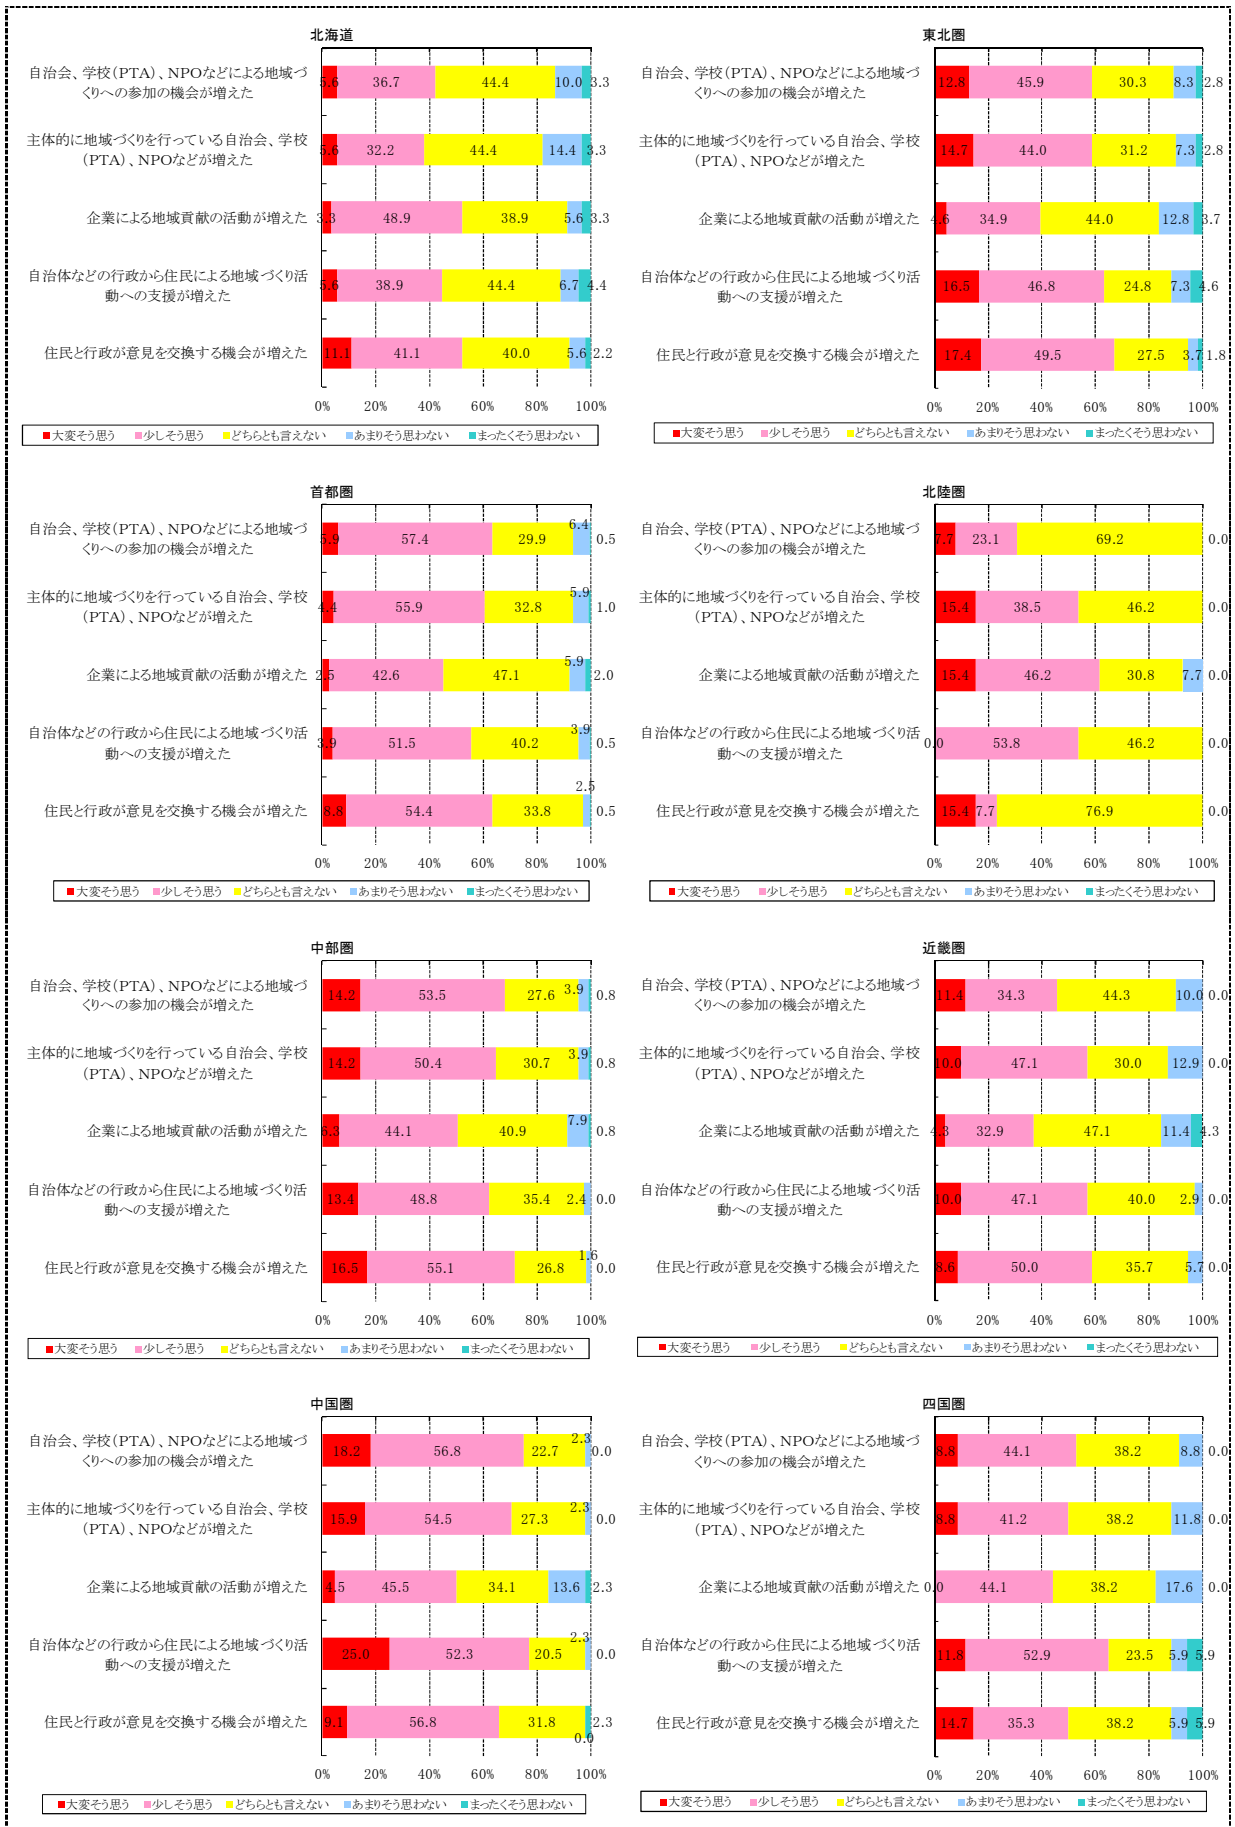 北海道
自治会、学校(PTA)、NPOなどによる地域づ
くりへの参加の機会が増えた
5.6 36.7 44.4 10.0 3.3
主体的に地域づくりを行っている自治会、学校
(PTA)、NPOなどが増えた
5.6 32.2 44.4 14.4 3.3
企業による地域貢献の活動が増えた
3.3 48.9 38.9 5.6 3.3
自治体などの行政から住民による地域づくり活
動への支援が増えた
5.6 38.9 44.4 6.7 4.4
住民と行政が意見を交換する機会が増えた
11.1 41.1 40.0 5.6 2.2
0% 20% 40% 60% 80% 100%
■大変そう思う ■少しそう思う ■どちらとも言えない ■あまりそう思わない ■まったくそう思わない
東北圏
自治会、学校(PTA)、NPOなどによる地域づ
くりへの参加の機会が増えた
12.8 45.9 30.3 8.3 2.8
主体的に地域づくりを行っている自治会、学校
(PTA)、NPOなどが増えた
14.7 44.0 31.2 7.3 2.8
企業による地域貢献の活動が増えた
4.6 34.9 44.0 12.8 3.7
自治体などの行政から住民による地域づくり活
動への支援が増えた
16.5 46.8 24.8 7.3 4.6
住民と行政が意見を交換する機会が増えた
17.4 49.5 27.5 3.7 1.8
0% 20% 40% 60% 80% 100%
■大変そう思う ■少しそう思う ■どちらとも言えない ■あまりそう思わない ■まったくそう思わない
首都圏
自治会、学校(PTA)、NPOなどによる地域づ
くりへの参加の機会が増えた
5.9 57.4 29.9 6.4 0.5
主体的に地域づくりを行っている自治会、学校
(PTA)、NPOなどが増えた
4.4 55.9 32.8 5.9 1.0
企業による地域貢献の活動が増えた
2.5 42.6 47.1 5.9 2.0
自治体などの行政から住民による地域づくり活
動への支援が増えた
3.9 51.5 40.2 3.9 0.5
住民と行政が意見を交換する機会が増えた
8.8 54.4 33.8 2.5 0.5
0% 20% 40% 60% 80% 100%
■大変そう思う ■少しそう思う ■どちらとも言えない ■あまりそう思わない ■まったくそう思わない
北陸圏
自治会、学校(PTA)、NPOなどによる地域づ
くりへの参加の機会が増えた
7.7 23.1 69.2 0.0
主体的に地域づくりを行っている自治会、学校
(PTA)、NPOなどが増えた
15.4 38.5 46.2 0.0
企業による地域貢献の活動が増えた
15.4 46.2 30.8 7.7 0.0
自治体などの行政から住民による地域づくり活
動への支援が増えた
0.0 53.8 46.2 0.0
住民と行政が意見を交換する機会が増えた
15.4 7.7 76.9 0.0
0% 20% 40% 60% 80% 100%
■大変そう思う ■少しそう思う ■どちらとも言えない ■あまりそう思わない ■まったくそう思わない
中部圏
自治会、学校(PTA)、NPOなどによる地域づ
くりへの参加の機会が増えた
14.2 53.5 27.6 3.9 0.8
主体的に地域づくりを行っている自治会、学校
(PTA)、NPOなどが増えた
14.2 50.4 30.7 3.9 0.8
企業による地域貢献の活動が増えた
6.3 44.1 40.9 7.9 0.8
自治体などの行政から住民による地域づくり活
動への支援が増えた
13.4 48.8 35.4 2.4 0.0
住民と行政が意見を交換する機会が増えた
16.5 55.1 26.8 1.6 0.0
0% 20% 40% 60% 80% 100%
■大変そう思う ■少しそう思う ■どちらとも言えない ■あまりそう思わない ■まったくそう思わない
近畿圏
自治会、学校(PTA)、NPOなどによる地域づ
くりへの参加の機会が増えた
11.4 34.3 44.3 10.0 0.0
主体的に地域づくりを行っている自治会、学校
(PTA)、NPOなどが増えた
10.0 47.1 30.0 12.9 0.0
企業による地域貢献の活動が増えた
4.3 32.9 47.1 11.4 4.3
自治体などの行政から住民による地域づくり活
動への支援が増えた
10.0 47.1 40.0 2.9 0.0
住民と行政が意見を交換する機会が増えた
8.6 50.0 35.7 5.7 0.0
0% 20% 40% 60% 80% 100%
■大変そう思う ■少しそう思う ■どちらとも言えない ■あまりそう思わない ■まったくそう思わない
中国圏
自治会、学校(PTA)、NPOなどによる地域づ
くりへの参加の機会が増えた
18.2 56.8 22.7 2.3 0.0
主体的に地域づくりを行っている自治会、学校
(PTA)、NPOなどが増えた
15.9 54.5 27.3 2.3 0.0
企業による地域貢献の活動が増えた
4.5 45.5 34.1 13.6 2.3
自治体などの行政から住民による地域づくり活
動への支援が増えた
25.0 52.3 20.5 2.3 0.0
住民と行政が意見を交換する機会が増えた
9.1 56.8 31.8 0.0 2.3
0% 20% 40% 60% 80% 100%
■大変そう思う ■少しそう思う ■どちらとも言えない ■あまりそう思わない ■まったくそう思わない
四国圏
自治会、学校(PTA)、NPOなどによる地域づ
くりへの参加の機会が増えた
8.8 44.1 38.2 8.8 0.0
主体的に地域づくりを行っている自治会、学校
(PTA)、NPOなどが増えた
8.8 41.2 38.2 11.8 0.0
企業による地域貢献の活動が増えた
0.0 44.1 38.2 17.6 0.0
自治体などの行政から住民による地域づくり活
動への支援が増えた
11.8 52.9 23.5 5.9 5.9
住民と行政が意見を交換する機会が増えた
14.7 35.3 38.2 5.9 5.9
0% 20% 40% 60% 80% 100%
■大変そう思う ■少しそう思う ■どちらとも言えない ■あまりそう思わない ■まったくそう思わない